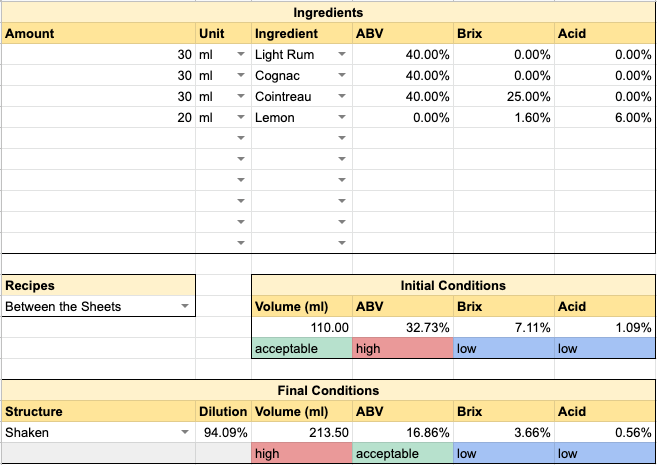 Ingredients
Amount Unit Ingredient ABV Brix Acid
30 ml Light Rum 40.00% 0.00% 0.00%
30 ml Cognac 40.00% 0.00% 0.00%
30 ml Cointreau 40.00% 25.00% 0.00%
20 ml Lemon 0.00% 1.60% 6.00%
Recipes Initial Conditions
Between the Sheets Volume (ml) ABV Brix Acid
110.00 32.73% 7.11% 1.09%
acceptable high low low
Final Conditions
Structure Dilution Volume (ml) ABV Brix Acid
Shaken 94.09% 213.50 16.86% 3.66% 0.56%
high acceptable low low